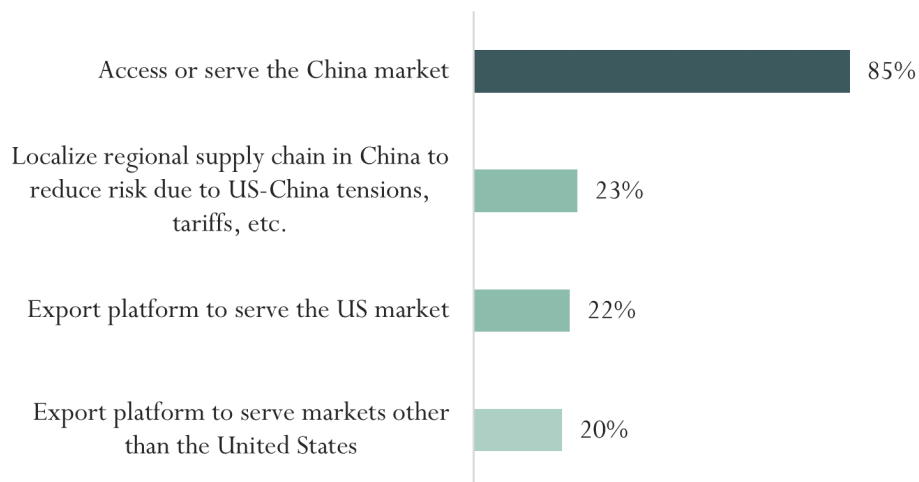 Access or serve the China market
85%
Localize regional supply chain in China to
reduce risk due to US-China tensions,
tariffs, etc.
23%
Export platform to serve the US market
22%
Export platform to serve markets other
than the United States
20%